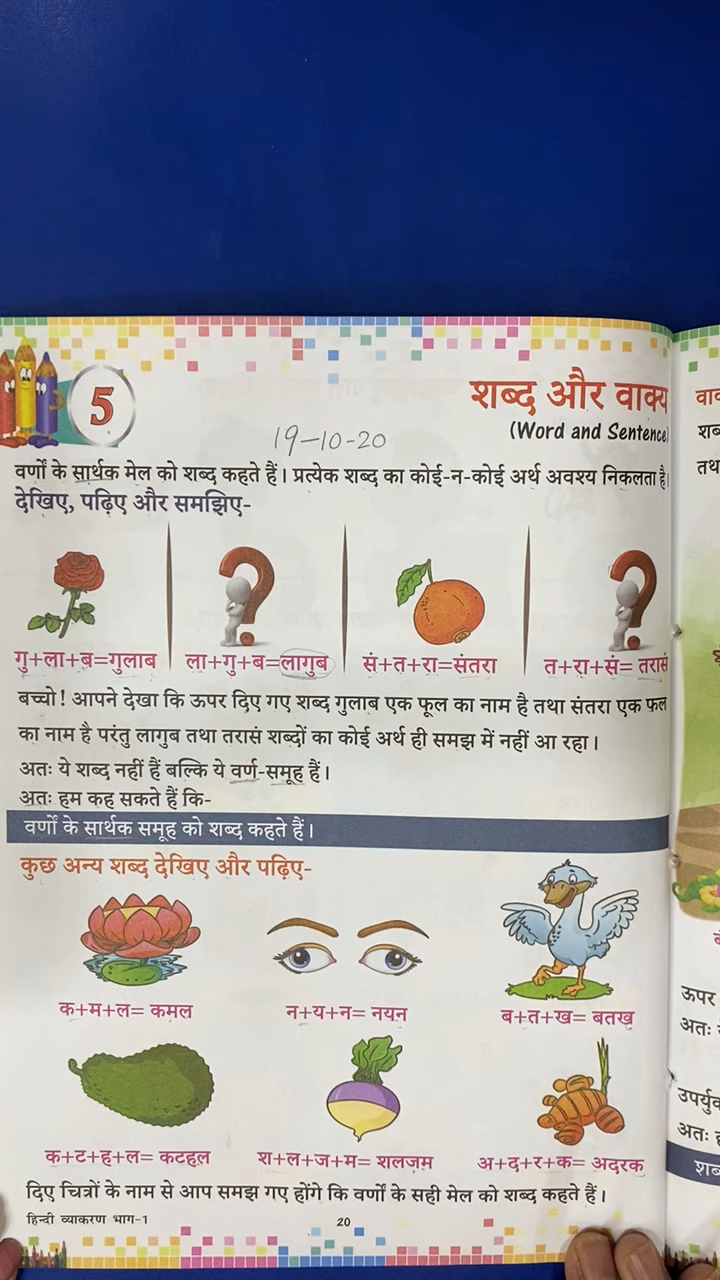 5
शब्द और वाक्य
(Word and Sentence)
19-10-20
वर्णों के सार्थक मेल को शब्द कहते हैं। प्रत्येक शब्द का कोई-न-कोई अर्थ अवश्य निकलता है।
देखिए, पढ़िए और समझिए-
गु+ला+ब=गुलाब
ला+गु+ब=लागुब
सं+त+रा=संतरा
त+रा+सं= तरासं
बच्चो! आपने देखा कि ऊपर दिए गए शब्द गुलाब एक फूल का नाम है तथा संतरा एक फल
का नाम है परंतु लागुब तथा तरासं शब्दों का कोई अर्थ ही समझ में नहीं आ रहा।
अतः ये शब्द नहीं हैं बल्कि ये वर्ण-समूह हैं।
अतः हम कह सकते हैं कि-
वर्णों के सार्थक समूह को शब्द कहते हैं।
कुछ अन्य शब्द देखिए और पढ़िए-
क+म+ल= कमल
न+य+न= नयन
ब+त+ख= बतख
क+ट+ह+ल= कटहल
श+ल+ज+म= शलजम
अ+द+र+क= अदरक
दिए चित्रों के नाम से आप समझ गए होंगे कि वर्णों के सही मेल को शब्द कहते हैं।
हिन्दी व्याकरण भाग-1
20
तथा
ऊपर
अतः